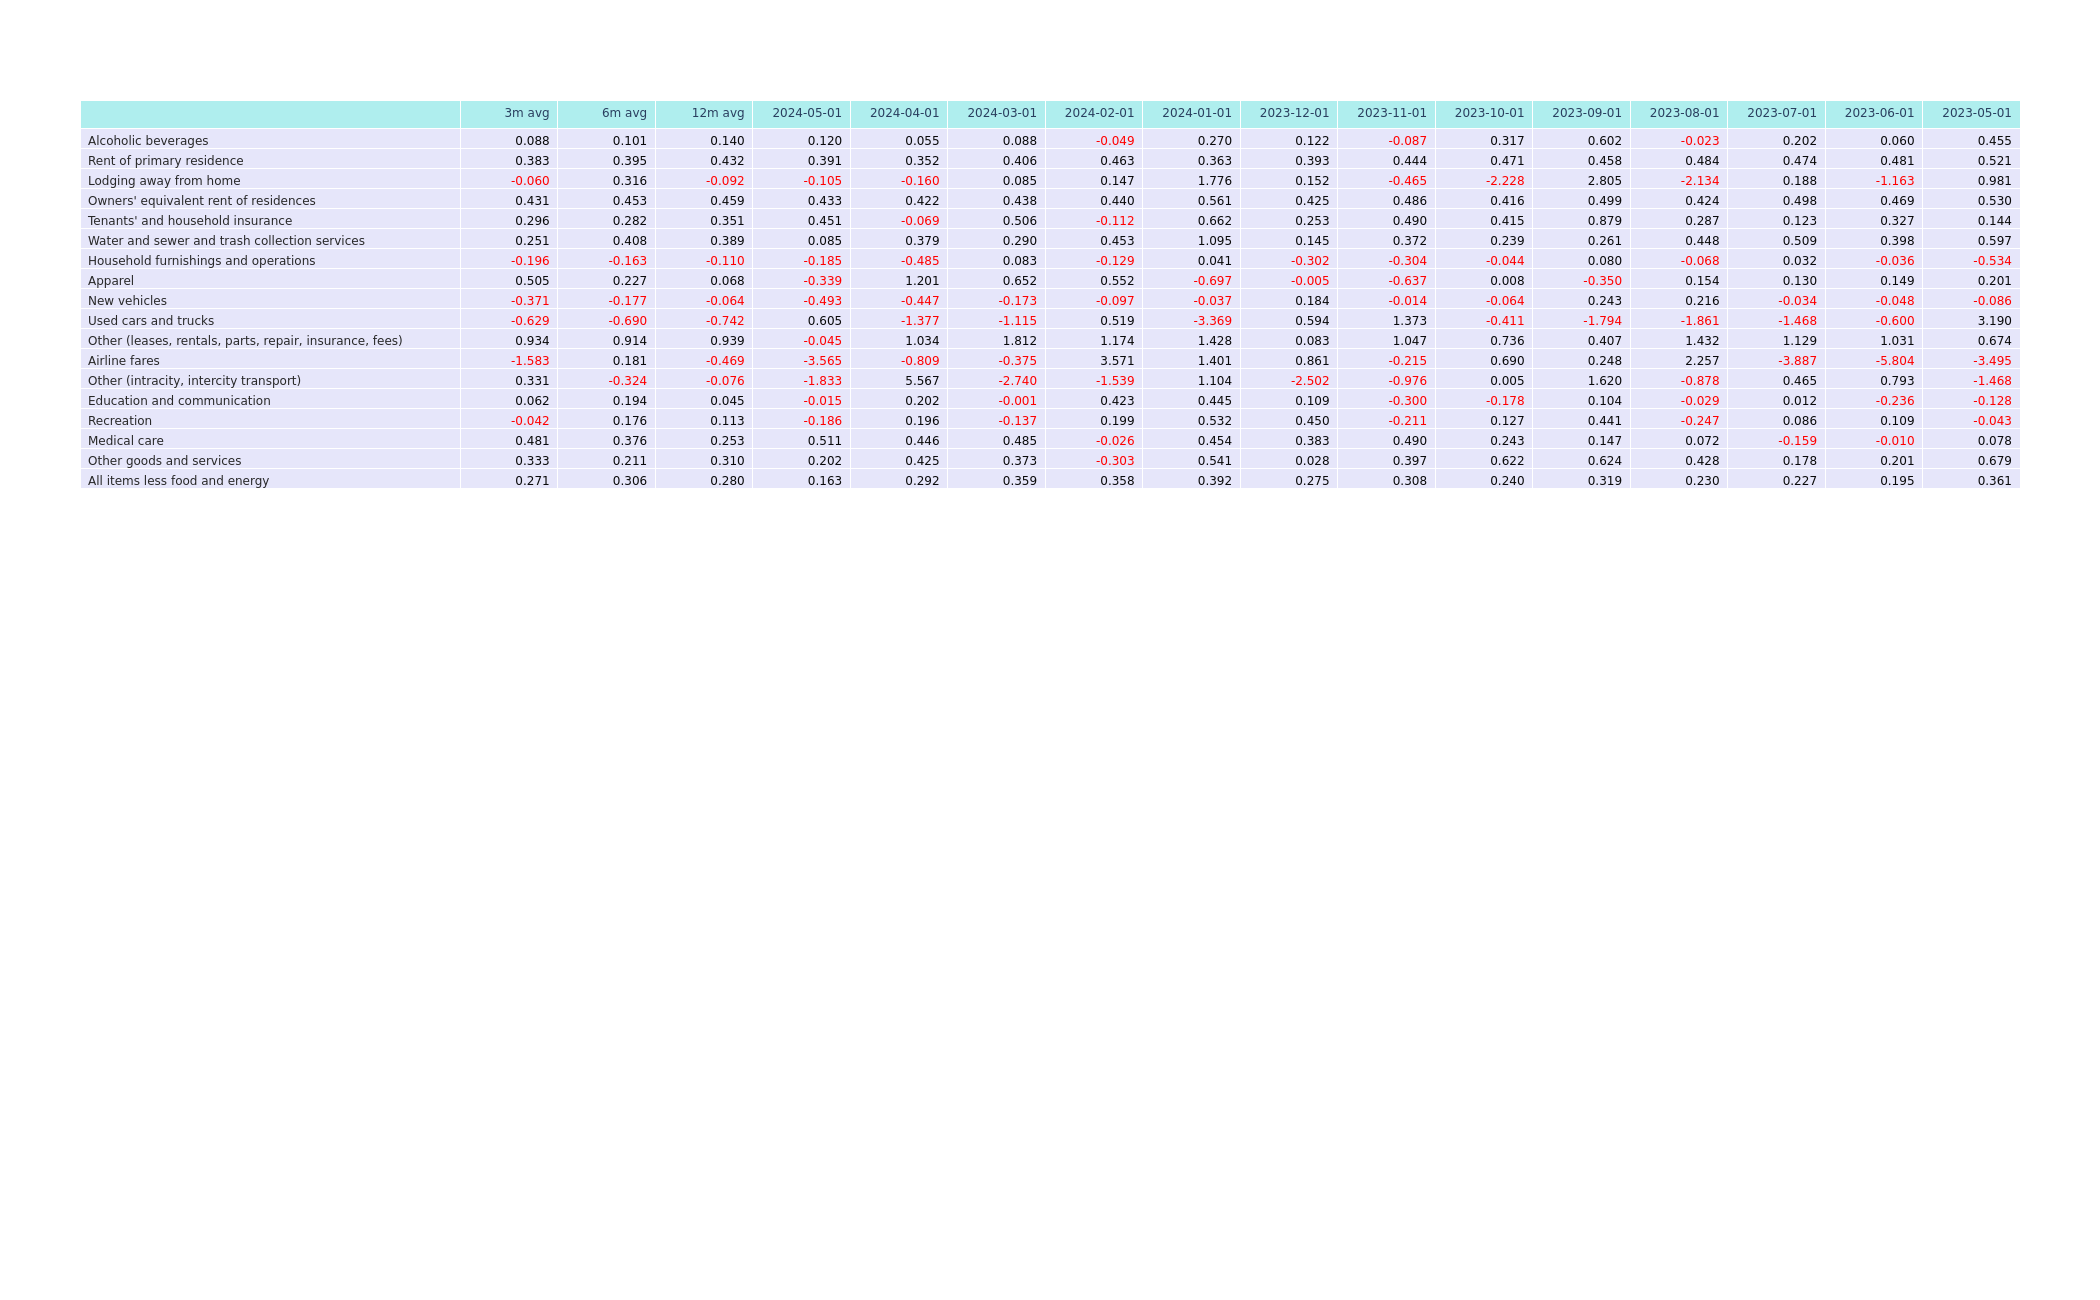 3m avg 6m avg 12m avg 2024-05-01 2024-04-01 2024-03-01 2024-02-01 2024-01-01 2023-12-01 2023-11-01 2023-10-01 2023-09-01 2023-08-01 2023-07-01 2023-06-01 2023-05-01
Alcoholic beverages 0.088 0.101 0.140 0.120 0.055 0.088 -0.049 0.270 0.122 -0.087 0.317 0.602 -0.023 0.202 0.060 0.455
Rent of primary residence 0.383 0.395 0.432 0.391 0.352 0.406 0.463 0.363 0.393 0.444 0.471 0.458 0.484 0.474 0.481 0.521
Lodging away from home -0.060 0.316 -0.092 -0.105 -0.160 0.085 0.147 1.776 0.152 -0.465 -2.228 2.805 -2.134 0.188 -1.163 0.981
Owners' equivalent rent of residences 0.431 0.453 0.459 0.433 0.422 0.438 0.440 0.561 0.425 0.486 0.416 0.499 0.424 0.498 0.469 0.530
Tenants' and household insurance 0.296 0.282 0.351 0.451 -0.069 0.506 -0.112 0.662 0.253 0.490 0.415 0.879 0.287 0.123 0.327 0.144
Water and sewer and trash collection services 0.251 0.408 0.389 0.085 0.379 0.290 0.453 1.095 0.145 0.372 0.239 0.261 0.448 0.509 0.398 0.597
Household furnishings and operations -0.196 -0.163 -0.110 -0.185 -0.485 0.083 -0.129 0.041 -0.302 -0.304 -0.044 0.080 -0.068 0.032 -0.036 -0.534
Apparel 0.505 0.227 0.068 -0.339 1.201 0.652 0.552 -0.697 -0.005 -0.637 0.008 -0.350 0.154 0.130 0.149 0.201
New vehicles -0.371 -0.177 -0.064 -0.493 -0.447 -0.173 -0.097 -0.037 0.184 -0.014 -0.064 0.243 0.216 -0.034 -0.048 -0.086
Used cars and trucks -0.629 -0.690 -0.742 0.605 -1.377 -1.115 0.519 -3.369 0.594 1.373 -0.411 -1.794 -1.861 -1.468 -0.600 3.190
Other (leases, rentals, parts, repair, insurance, fees) 0.934 0.914 0.939 -0.045 1.034 1.812 1.174 1.428 0.083 1.047 0.736 0.407 1.432 1.129 1.031 0.674
Airline fares -1.583 0.181 -0.469 -3.565 -0.809 -0.375 3.571 1.401 0.861 -0.215 0.690 0.248 2.257 -3.887 -5.804 -3.495
Other (intracity, intercity transport) 0.331 -0.324 -0.076 -1.833 5.567 -2.740 -1.539 1.104 -2.502 -0.976 0.005 1.620 -0.878 0.465 0.793 -1.468
Education and communication 0.062 0.194 0.045 -0.015 0.202 -0.001 0.423 0.445 0.109 -0.300 -0.178 0.104 -0.029 0.012 -0.236 -0.128
Recreation -0.042 0.176 0.113 -0.186 0.196 -0.137 0.199 0.532 0.450 -0.211 0.127 0.441 -0.247 0.086 0.109 -0.043
Medical care 0.481 0.376 0.253 0.511 0.446 0.485 -0.026 0.454 0.383 0.490 0.243 0.147 0.072 -0.159 -0.010 0.078
Other goods and services 0.333 0.211 0.310 0.202 0.425 0.373 -0.303 0.541 0.028 0.397 0.622 0.624 0.428 0.178 0.201 0.679
All items less food and energy 0.271 0.306 0.280 0.163 0.292 0.359 0.358 0.392 0.275 0.308 0.240 0.319 0.230 0.227 0.195 0.361